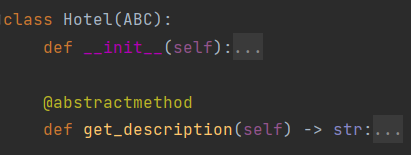 class Hotel(ABC):
def __init__(self):...
@abstractmethod
def get_description(self) -> str:...